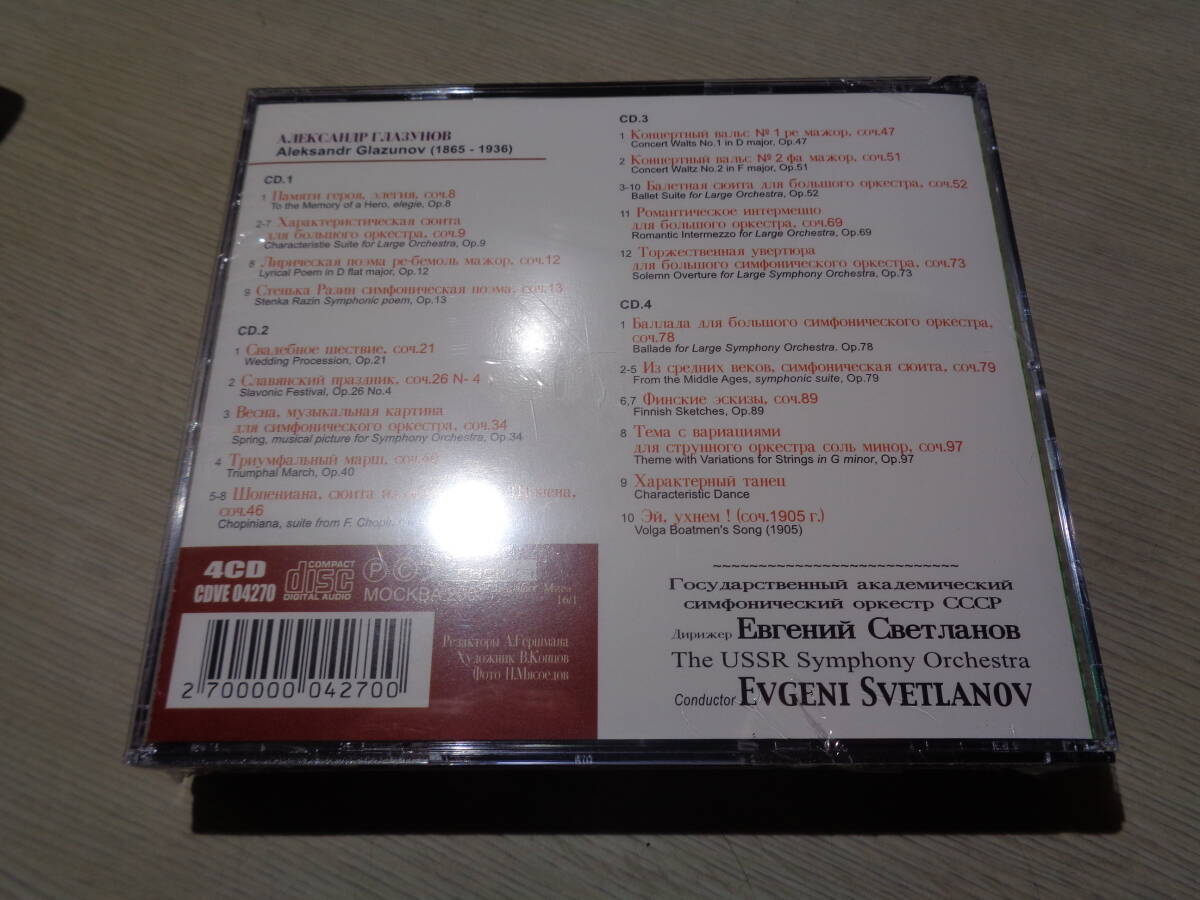 АЛЕКСАНДР ГЛАЗУНОВ
Aleksandr Glazunov (1865 - 1936)
CD.1
1 Памяти героя, элегия, соч.8
To the Memory of a Hero, elegie, Op.8
2-7 Характеристическая сюита
для большого оркестра, соч.9
Characteristie Suite for Large Orchestra, Op.9
8 Лирическая поэма ре-бемоль мажор, соч.12
Lyrical Poem in D flat major, Op.12
9 Стенька Разин симфоническая поэма, соч.13
Stenka Razin Symphonic poem, Op.13
CD.2
1 Свадебное шествие, соч.21
Wedding Procession, Op.21
2 Славянский праздник, соч.26 N- 4
Slavonic Festival, Op.26 No.4
3 Весна, музыкальная картина
для симфонического оркестра, соч.34
Spring, musical picture for Symphony Orchestra, Op.34
4 Триумфальный марш, соч.40
Triumphal March, Op.40
5-8 Шопениана, сюита из
соч.46
Chopiniana, suite from F. Chopin
4CD
CDVE 04270
COMPACT
disc
DIGITAL AUDIO
P C
МОСКВА
Мира
16/1
2 700000 042700
Редакторы А.Гершмана
Художник В.Копцов
Фото Н.Мясоедов
CD.3
1 Концертный вальс № 1 ре мажор, соч.47
Concert Walts No.1 in D major, Op.47
2 Концертный вальс № 2 фа мажор, соч.51
Concert Waltz No.2 in F major, Op.51
3-10 Балетная сюита для большого оркестра, соч.52
Ballet Suite for Large Orchestra, Op.52
11 Романтическое интермеццо
для большого оркестра, соч.69
Romantic Intermezzo for Large Orchestra, Op.69
12 Торжественная увертюра
для большого симфонического оркестра, соч.73
Solemn Overture for Large Symphony Orchestra, Op.73
CD.4
1 Баллада для большого симфонического оркестра,
соч.78
Ballade for Large Symphony Orchestra. Op.78
2-5 Из средних веков, симфоническая сюита, соч.79
From the Middle Ages, symphonic suite, Op.79
6,7 Финские эскизы, соч.89
Finnish Sketches, Op.89
8 Тема с вариациями
для струнного оркестра соль минор, соч.97
Theme with Variations for Strings in G minor, Op.97
9 Характерный танец
Characteristic Dance
10 Эй, ухнем ! (соч.1905 г.)
Volga Boatmen's Song (1905)
~~~~~~~~~~~~~~~~~~~~~~~~~~~
Государственный академический
симфонический оркестр СССР
Дирижер Евгений Светланов
The USSR Symphony Orchestra
Conductor EVGENI SVETLANOV